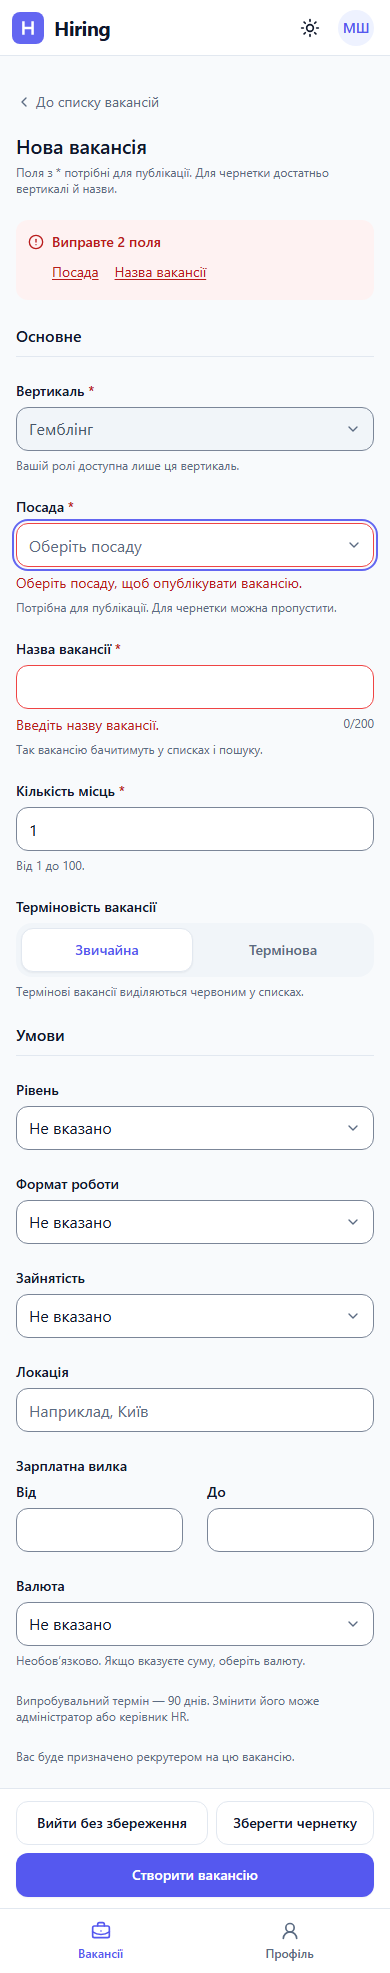 H Hiring
МШ
До списку вакансій
Нова вакансія
Поля з * потрібні для публікації. Для чернетки достатньо
вертикалі й назви.
Виправте 2 поля
Посада Назва вакансії
Основне
Вертикаль *
Гемблінг
Вашій ролі доступна лише ця вертикаль.
Посада *
Оберіть посаду
Оберіть посаду, щоб опублікувати вакансію.
Потрібна для публікації. Для чернетки можна пропустити.
Назва вакансії *
Введіть назву вакансії. 0/200
Так вакансію бачитимуть у списках і пошуку.
Кількість місць *
1
Від 1 до 100.
Терміновість вакансії
Звичайна Термінова
Термінові вакансії виділяються червоним у списках.
Умови
Рівень
Не вказано
Формат роботи
Не вказано
Зайнятість
Не вказано
Локація
Наприклад, Київ
Зарплатна вилка
Від До
Валюта
Не вказано
Необов'язково. Якщо вказуєте суму, оберіть валюту.
Випробувальний термін — 90 днів. Змінити його може
адміністратор або керівник HR.
Вас буде призначено рекрутером на цю вакансію.
Вийти без збереження Зберегти чернетку
Створити вакансію
Вакансії Профіль